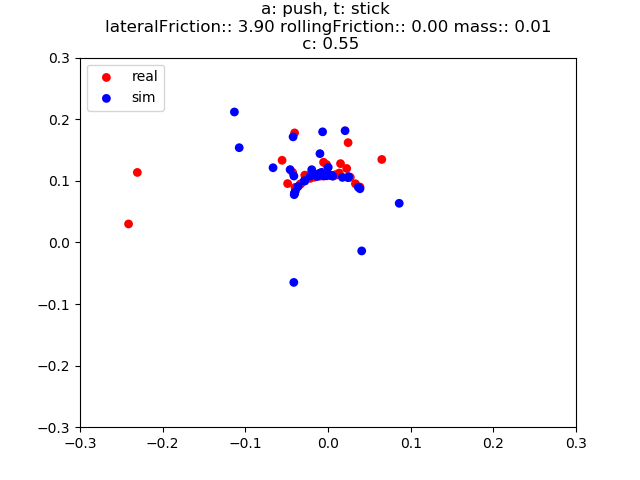 a: push, t: stick
lateralFriction:: 3.90 rollingFriction:: 0.00 mass:: 0.01
c: 0.55
real
sim
0.3
0.2
0.1
0.0
−0.1
−0.2
−0.3
−0.3 −0.2 −0.1 0.0 0.1 0.2 0.3